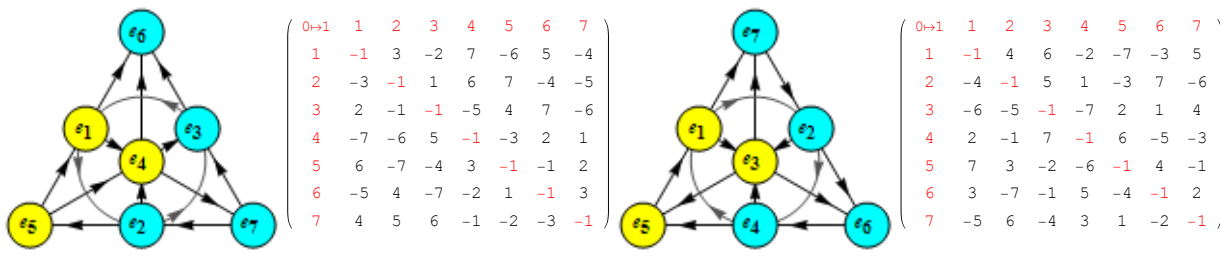 e6
e1 e3
e4
e5 e2 e7
0↦1 1 2 3 4 5 6 7
1 -1 3 -2 7 -6 5 -4
2 -3 -1 1 6 7 -4 -5
3 2 -1 -1 -5 4 7 -6
4 -7 -6 5 -1 -3 2 1
5 6 -7 -4 3 -1 -1 2
6 -5 4 -7 -2 1 -1 3
7 4 5 6 -1 -2 -3 -1
e7
e1 e2
e3
e5 e4 e6
0↦1 1 2 3 4 5 6 7
1 -1 4 6 -2 -7 -3 5
2 -4 -1 5 1 -3 7 -6
3 -6 -5 -1 -7 2 1 4
4 2 -1 7 -1 6 -5 -3
5 7 3 -2 -6 -1 4 -1
6 3 -7 -1 5 -4 -1 2
7 -5 6 -4 3 1 -2 -1